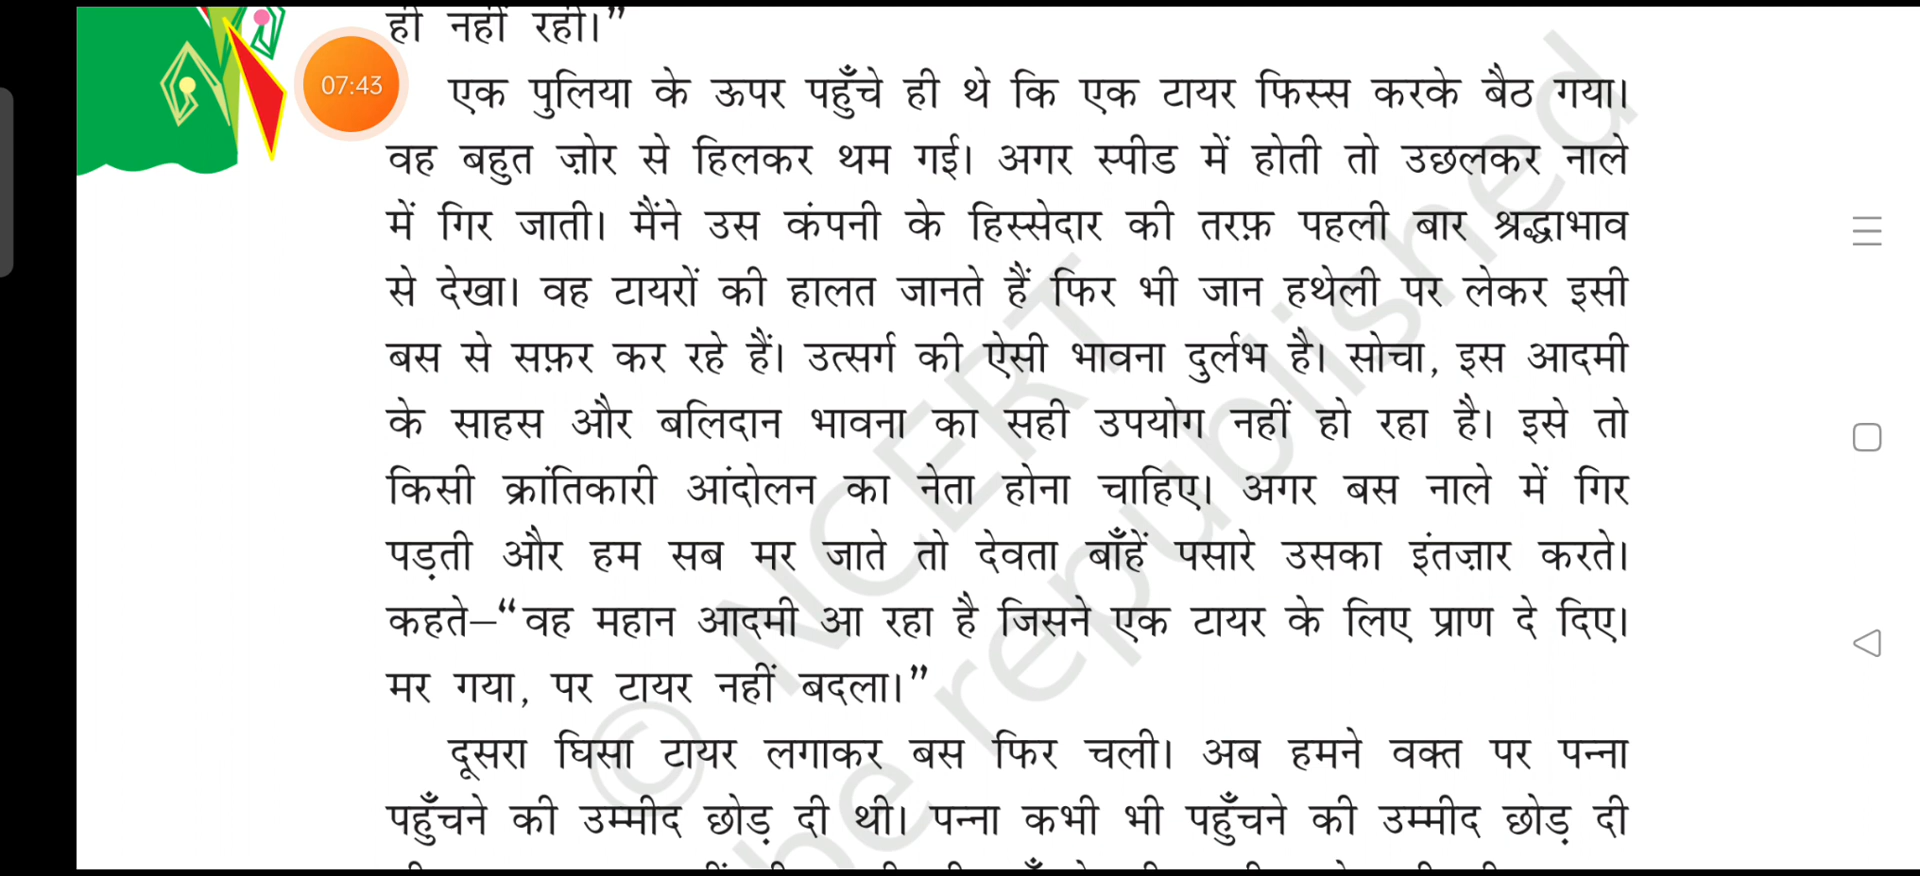 ही नहीं रही।”
07:43
एक पुलिया के ऊपर पहुँचे ही थे कि एक टायर फिस्स करके बैठ गया।
वह बहुत ज़ोर से हिलकर थम गई। अगर स्पीड में होती तो उछलकर नाले
में गिर जाती। मैंने उस कंपनी के हिस्सेदार की तरफ़ पहली बार श्रद्धाभाव
से देखा। वह टायरों की हालत जानते हैं फिर भी जान हथेली पर लेकर इसी
बस से सफ़र कर रहे हैं। उत्सर्ग की ऐसी भावना दुर्लभ है। सोचा, इस आदमी
के साहस और बलिदान भावना का सही उपयोग नहीं हो रहा है। इसे तो
किसी क्रांतिकारी आंदोलन का नेता होना चाहिए। अगर बस नाले में गिर
पड़ती और हम सब मर जाते तो देवता बाँहें पसारे उसका इंतज़ार करते।
कहते–“वह महान आदमी आ रहा है जिसने एक टायर के लिए प्राण दे दिए।
मर गया, पर टायर नहीं बदला।”
दूसरा घिसा टायर लगाकर बस फिर चली। अब हमने वक्त पर पन्ना
पहुँचने की उम्मीद छोड़ दी थी। पन्ना कभी भी पहुँचने की उम्मीद छोड़ दी
© NCERT
be republished